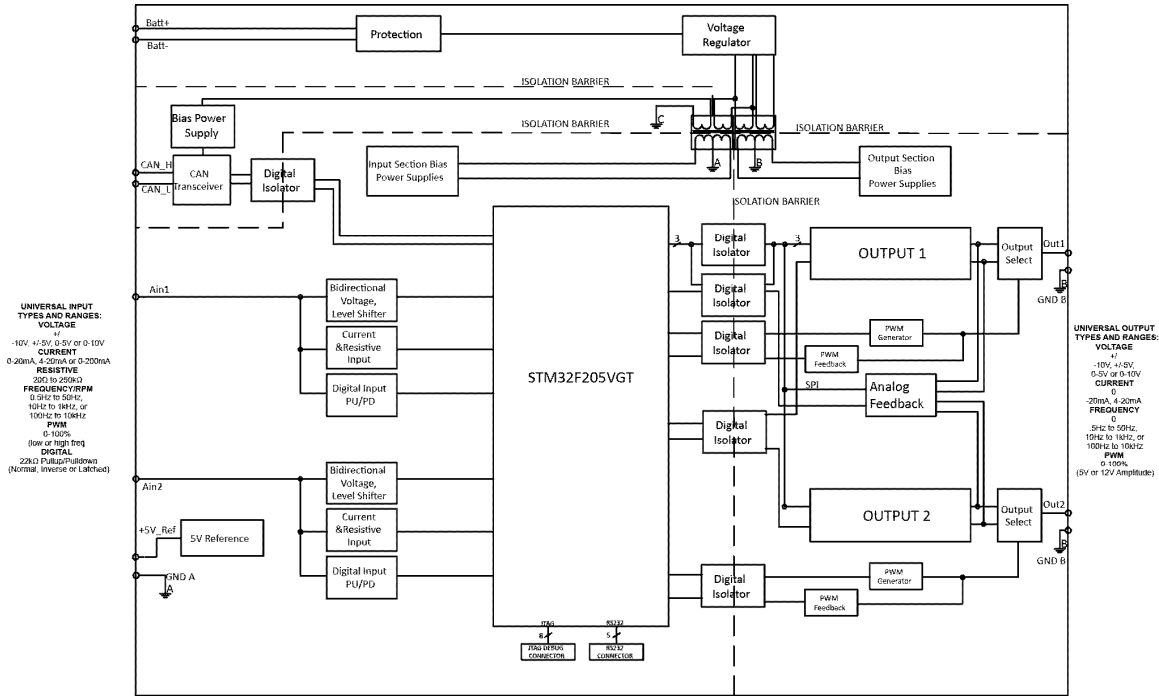 Batt+
Batt-
Protection
Voltage
Regulator
ISOLATION BARRIER
ISOLATION BARRIER
ISOLATION BARRIER
Bias Power
Supply
C
A
B
CAN_H
CAN_L
CAN
Transceiver
Digital
Isolator
Input Section Bias
Power Supplies
Output Section
Bias
Power Supplies
ISOLATION BARRIER
3
Digital
Isolator
3
OUTPUT 1
Output
Select
Out1
B
GND B
Ain1
Bidirectional
Voltage,
Level Shifter
Digital
Isolator
Current
&Resistive
Input
Digital
Isolator
PWM
Generator
PWM
Feedback
Digital Input
PU/PD
STM32F205VGT
SPI
Analog
Feedback
Digital
Isolator
UNIVERSAL INPUT
TYPES AND RANGES:
VOLTAGE
+/
-10V, +/-5V, 0-5V or 0-10V
CURRENT
0-20mA, 4-20mA or 0-200mA
RESISTIVE
20Ω to 250kΩ
FREQUENCY/RPM
0.5Hz to 50Hz,
10Hz to 1kHz, or
100Hz to 10kHz
PWM
0-100%
(low or high freq
DIGITAL
22kΩ Pullup/Pulldown
(Normal, Inverse or Latched)
UNIVERSAL OUTPUT
TYPES AND RANGES:
VOLTAGE
+/
-10V, +/-5V,
0-5V or 0-10V
CURRENT
0
-20mA, 4-20mA
FREQUENCY
0
.5Hz to 50Hz,
10Hz to 1kHz, or
100Hz to 10kHz
PWM
0-100%
(5V or 12V Amplitude)
Ain2
Bidirectional
Voltage,
Level Shifter
Current
&Resistive
Input
Digital Input
PU/PD
+5V_Ref
5V Reference
GND A
A
OUTPUT 2
Output
Select
Out2
B
GND B
Digital
Isolator
PWM
Generator
PWM
Feedback
JTAG
8
JTAG DEBUG
CONNECTOR
RS232
5
RS232
CONNECTOR